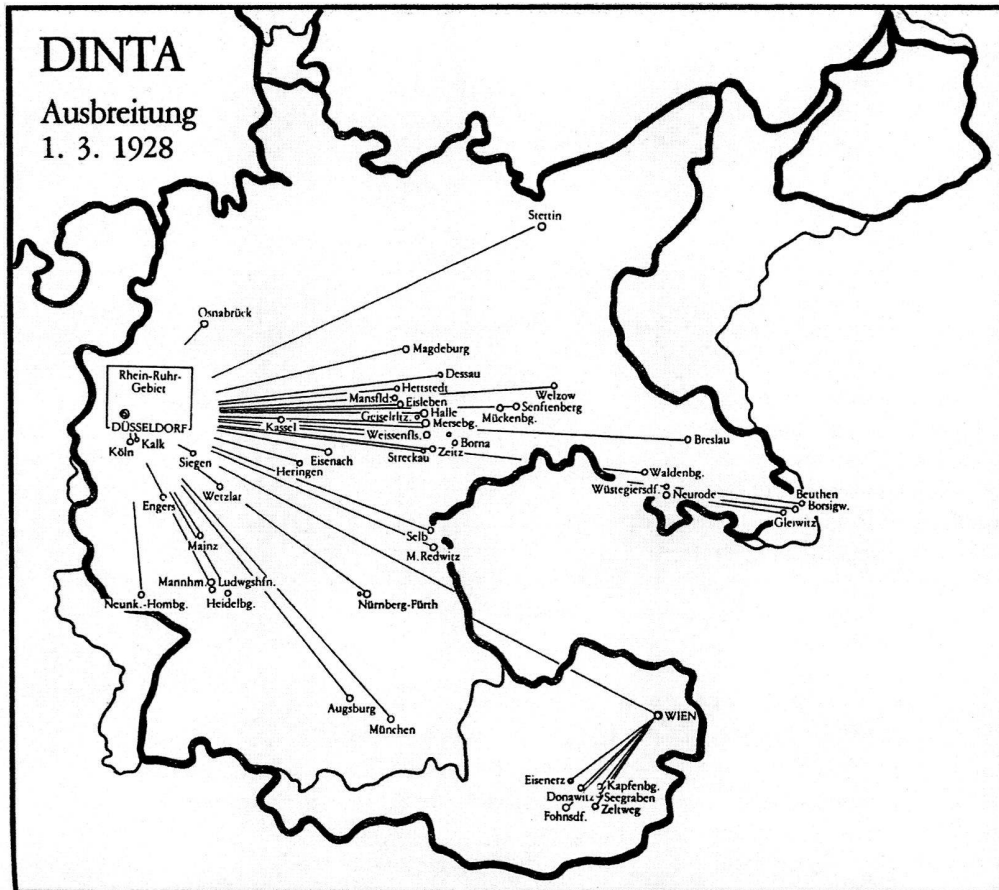 DINTA
Ausbreitung
1. 3. 1928
Stettin
Osnabrück
Magdeburg
Rhein-Ruhr-
Gebiet
Dessau
Hettstedt
Welzow
Mansfld.
Eisleben
Senftenberg
Halle
Mückenbg.
DÜSSELDORF
Kassel
Mersebg.
Kalk
Weissenfls.
Borna
Breslau
Köln
Siegen
Eisenach
Streckau
Zeitz
Heringen
Waldenbg.
Wüstegiersdf.
Neurode
Beuthen
Wetzlar
Borsigw.
Engers
Gleiwitz
Selb
Mainz
M.Redwitz
Mannhm.
Ludwgshfn.
Neunk.-Hombg.
Heidelbg.
Nürnberg-Fürth
Augsburg
WIEN
München
Eisenerz
Kapfenbg.
Donawitz
Seegraben
Fohnsdf.
Zeltweg